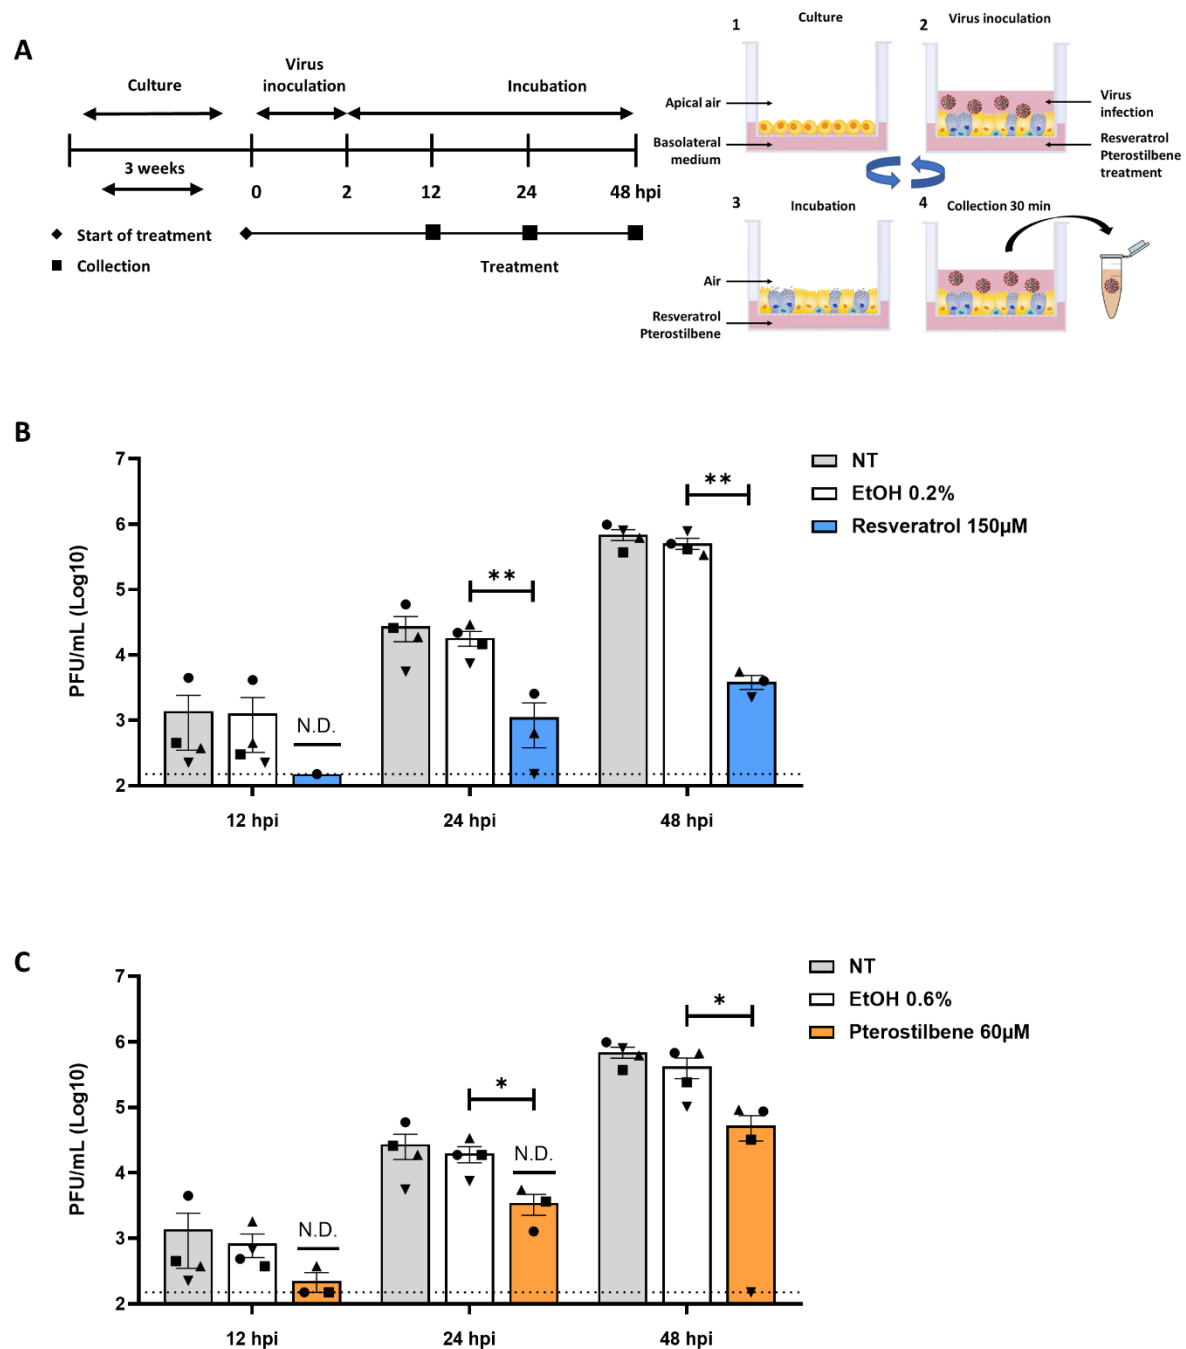 A
Culture
Virus
inoculation
Incubation
3 weeks
0
2
12
24
48 hpi
Start of treatment
Collection
Treatment
1
Culture
Apical air
Basolateral
medium
2
Virus inoculation
Virus
infection
Resveratrol
Pterostilbene
treatment
3
Incubation
Air
Resveratrol
Pterostilbene
4
Collection 30 min
B
PFU/mL (Log10)
7
6
5
4
3
2
N.D.
**
**
12 hpi
24 hpi
48 hpi
NT
EtOH 0.2%
Resveratrol 150µM
C
PFU/mL (Log10)
7
6
5
4
3
2
N.D.
*
N.D.
*
12 hpi
24 hpi
48 hpi
NT
EtOH 0.6%
Pterostilbene 60µM